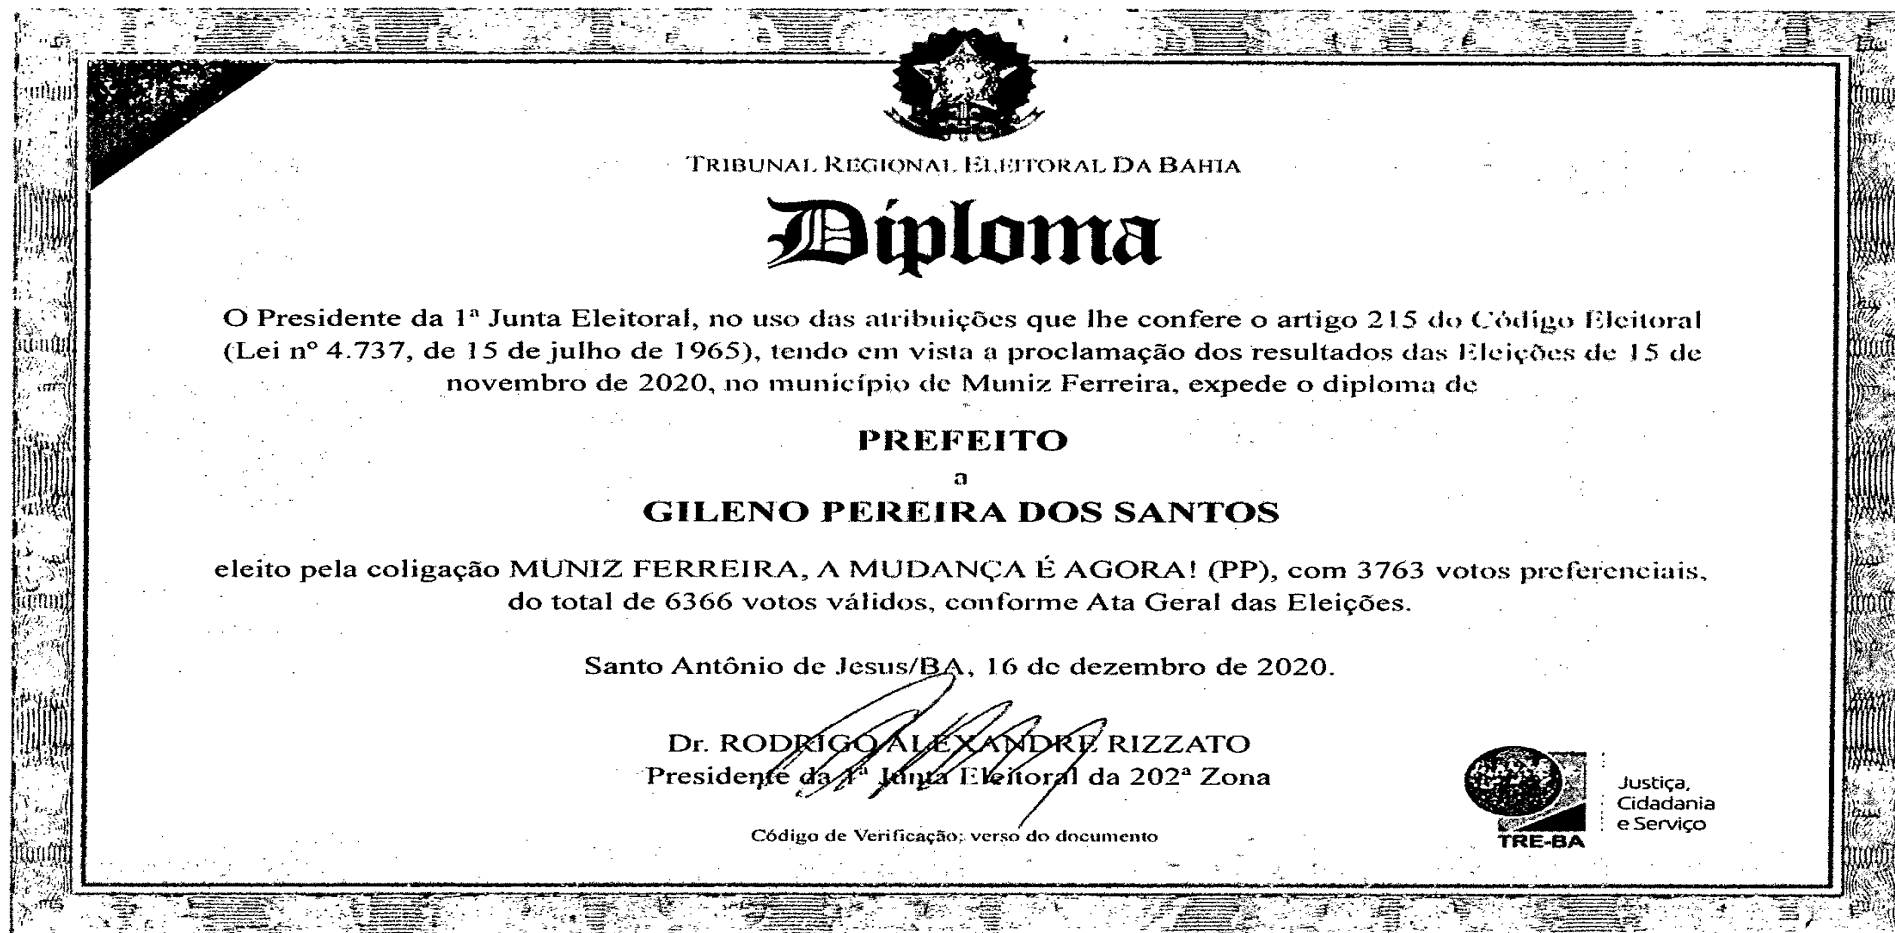 TRIBUNAL REGIONAL ELEITORAL DA BAHIA
Diploma
O Presidente da 1ª Junta Eleitoral, no uso das atribuições que lhe confere o artigo 215 do Código Eleitoral
(Lei nº 4.737, de 15 de julho de 1965), tendo em vista a proclamação dos resultados das Eleições de 15 de
novembro de 2020, no município de Muniz Ferreira, expede o diploma de
PREFEITO
a
GILENO PEREIRA DOS SANTOS
eleito pela coligação MUNIZ FERREIRA, A MUDANÇA É AGORA! (PP), com 3763 votos preferenciais,
do total de 6366 votos válidos, conforme Ata Geral das Eleições.
Santo Antônio de Jesus/BA, 16 de dezembro de 2020.
Dr. RODRIGO ALEXANDRE RIZZATO
Presidente da 1ª Junta Eleitoral da 202ª Zona
Código de Verificação: verso do documento
TRE-BA
Justiça,
Cidadania
e Serviço